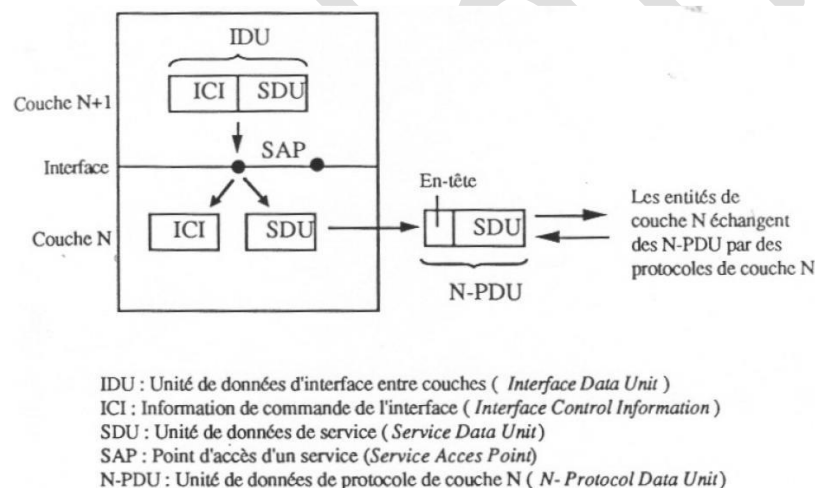 IDU
ICI SDU
Couche N+1
SAP
Interface
En-tête
Couche N
ICI
SDU
SDU
N-PDU
Les entités de
couche N échangent
des N-PDU par des
protocoles de couche N
IDU : Unité de données d'interface entre couches ( Interface Data Unit )
ICI : Information de commande de l'interface ( Interface Control Information )
SDU : Unité de données de service ( Service Data Unit)
SAP : Point d'accès d'un service (Service Acces Point)
N-PDU : Unité de données de protocole de couche N ( N- Protocol Data Unit)